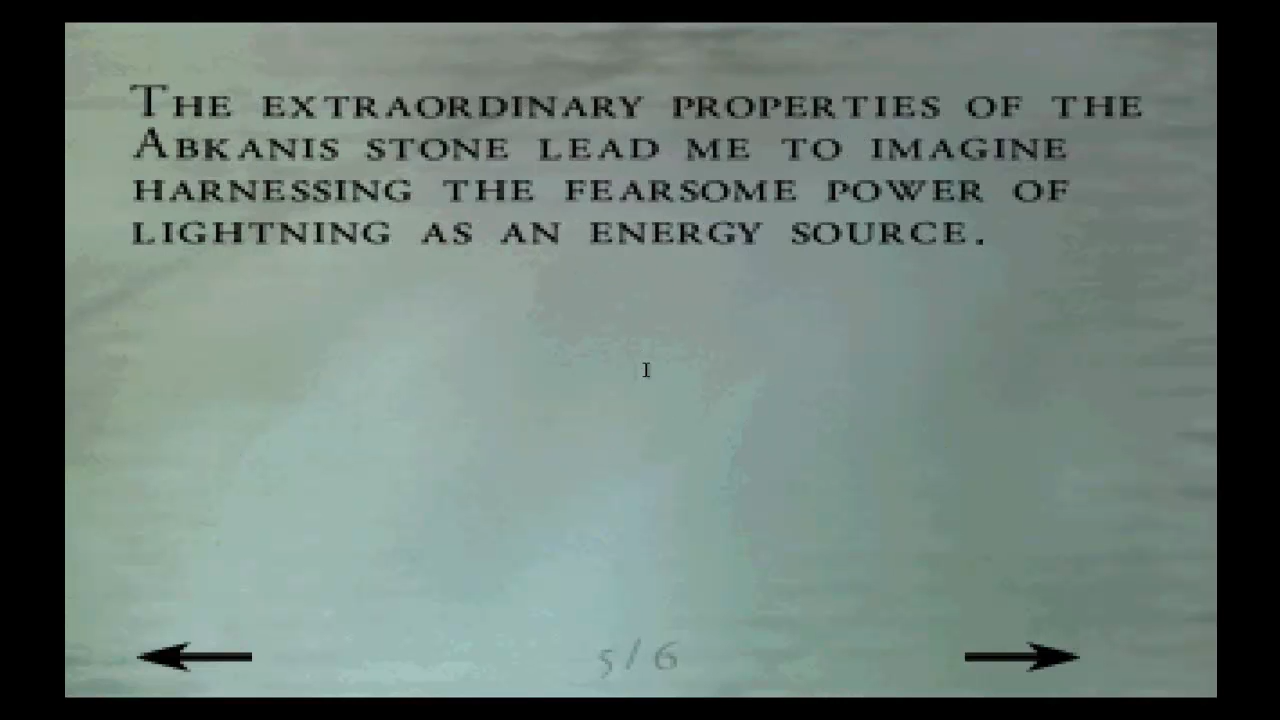 The extraordinary properties of the
Abkanis stone lead me to imagine
harnessing the fearsome power of
lightning as an energy source.
5/6